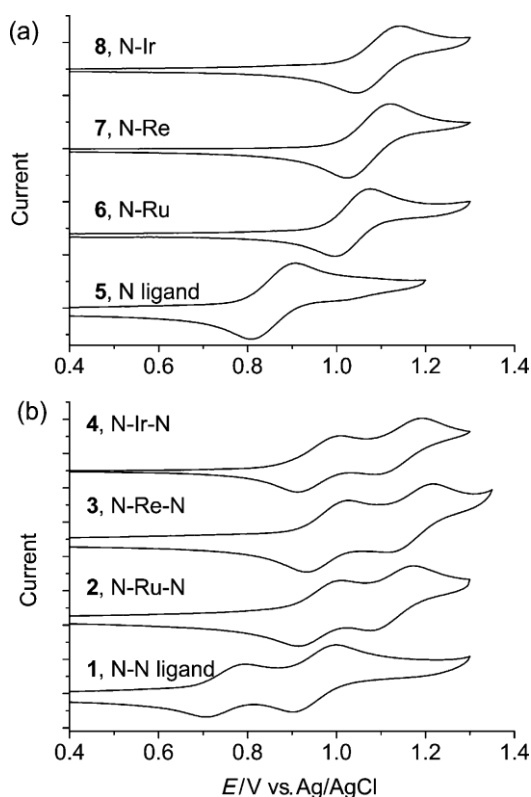 (a)
8, N-Ir
7, N-Re
6, N-Ru
5, N ligand
Current
0.4 0.6 0.8 1.0 1.2 1.4
(b)
4, N-Ir-N
3, N-Re-N
2, N-Ru-N
1, N-N ligand
Current
0.4 0.6 0.8 1.0 1.2 1.4
E/V vs. Ag/AgCl